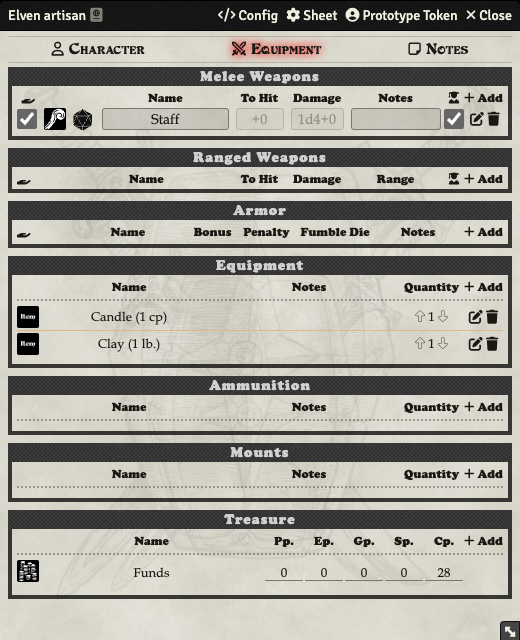 Elven artisan Config Sheet Prototype Token Close
Character Equipment Notes
Melee Weapons
Name To Hit Damage Notes + Add
Staff +0 1d4+0
Ranged Weapons
Name To Hit Damage Range + Add
Armor
Name Bonus Penalty Fumble Die Notes + Add
Equipment
Name Notes Quantity + Add
Item Candle (1 cp) 1
Item Clay (1 lb.) 1
Ammunition
Name Notes Quantity + Add
Mounts
Name Notes Quantity + Add
Treasure
Name Pp. Ep. Gp. Sp. Cp. + Add
Funds 0 0 0 0 28